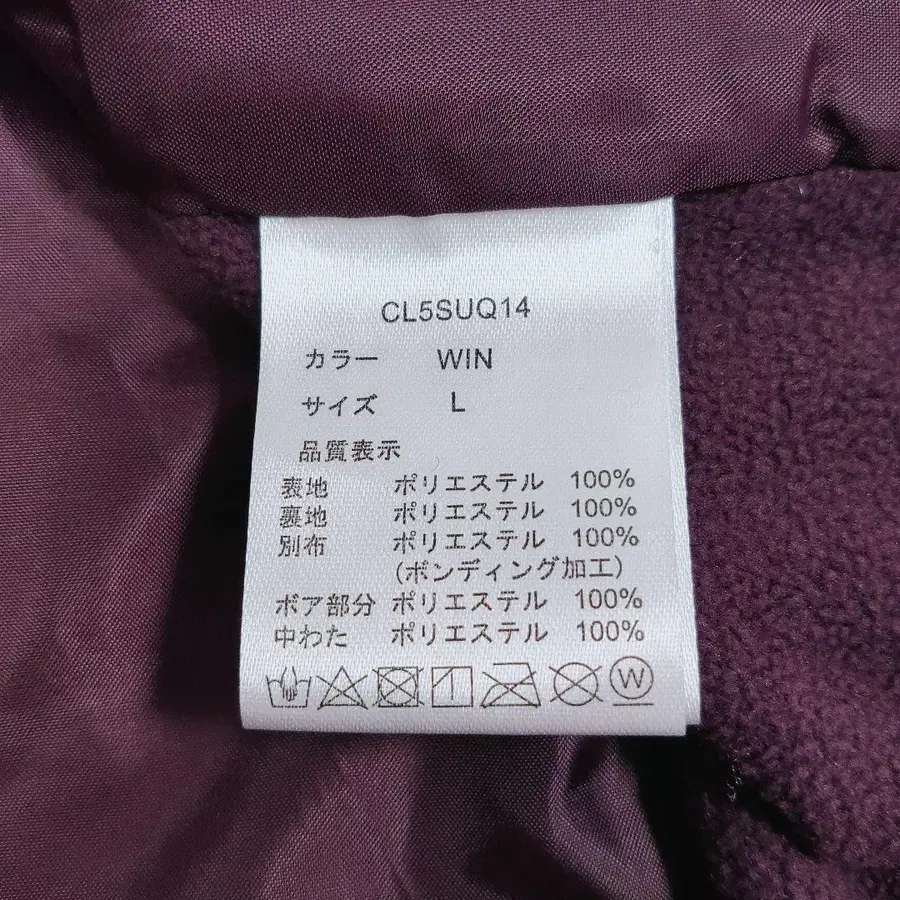 CL5SUQ14
カラー WIN
サイズ L
品質表示
表地 ポリエステル 100%
裏地 ポリエステル 100%
別布 ポリエステル 100%
(ボンディング加工)
ボア部分 ポリエステル 100%
中わた ポリエステル 100%
W